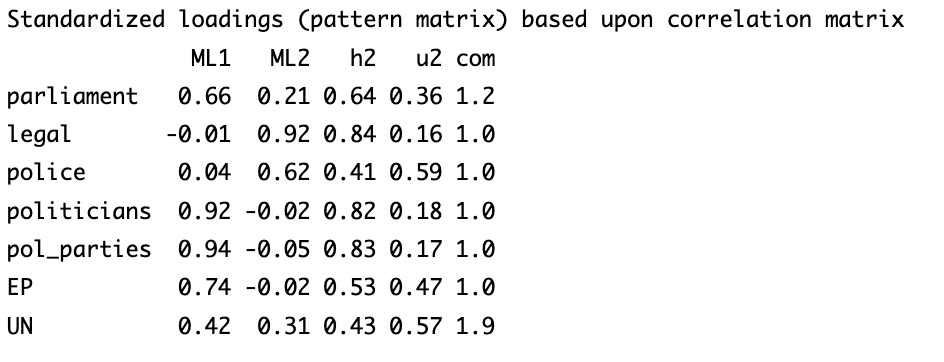 Standardized loadings (pattern matrix) based upon correlation matrix
ML1 ML2 h2 u2 com
parliament 0.66 0.21 0.64 0.36 1.2
legal -0.01 0.92 0.84 0.16 1.0
police 0.04 0.62 0.41 0.59 1.0
politicians 0.92 -0.02 0.82 0.18 1.0
pol_parties 0.94 -0.05 0.83 0.17 1.0
EP 0.74 -0.02 0.53 0.47 1.0
UN 0.42 0.31 0.43 0.57 1.9